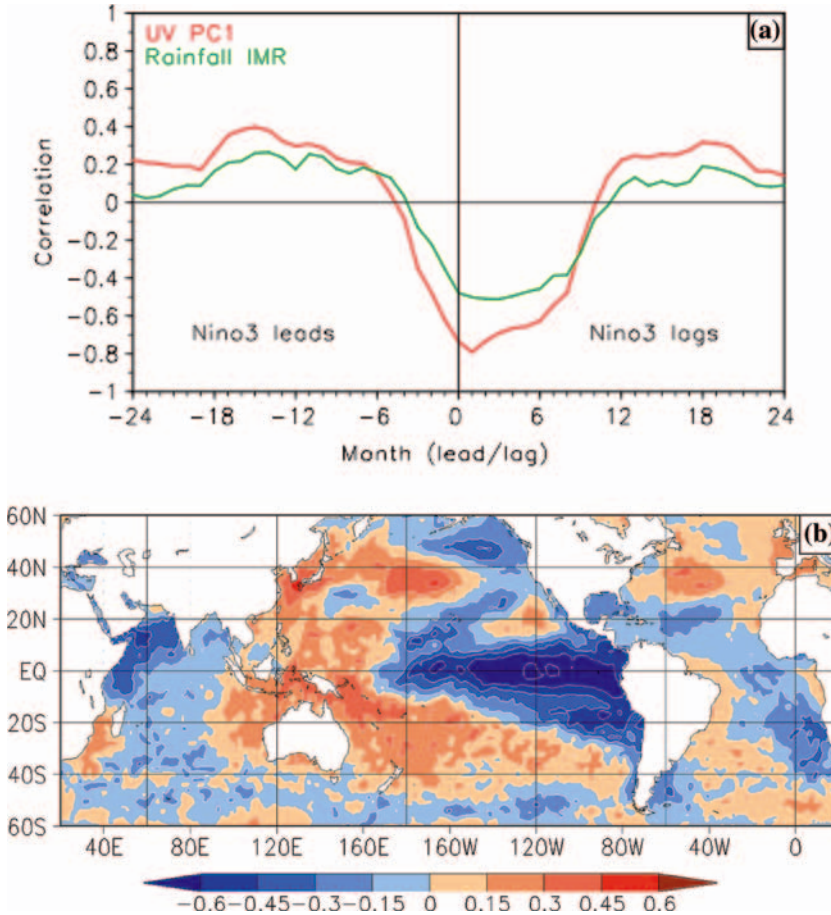 (a)
UV PC1
Rainfall IMR
1
0.8
0.6
0.4
0.2
0
-0.2
-0.4
-0.6
-0.8
-1
Correlation
Nino3 leads
Nino3 lags
-24 -18 -12 -6 0 6 12 18 24
Month (lead/lag)
(b)
60N
40N
20N
EQ
20S
40S
60S
40E 80E 120E 160E 160W 120W 80W 40W 0
-0.6 -0.45 -0.3 -0.15 0 0.15 0.3 0.45 0.6